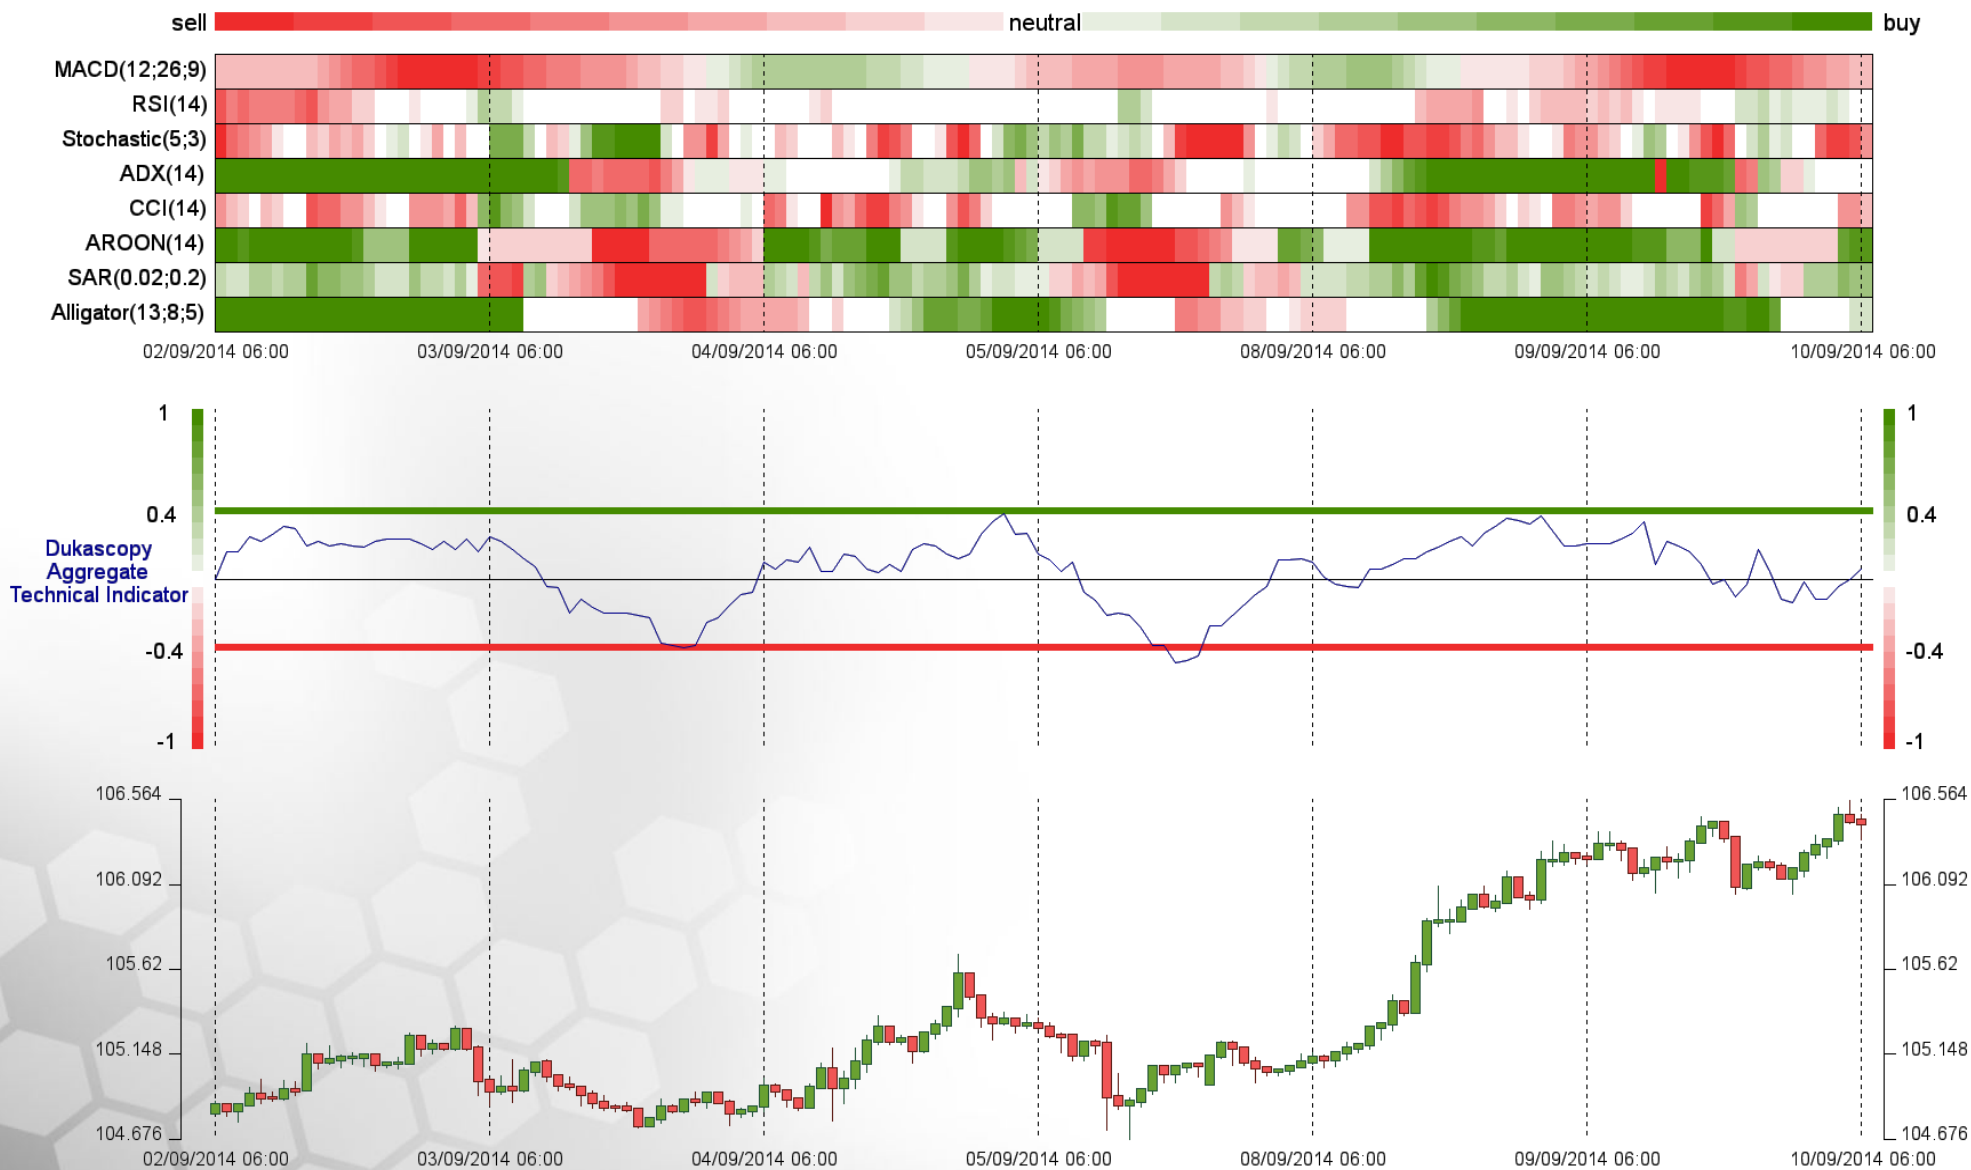 sell neutral buy
MACD(12;26;9)
RSI(14)
Stochastic(5;3)
ADX(14)
CCI(14)
AROON(14)
SAR(0.02;0.2)
Alligator(13;8;5)
02/09/2014 06:00 03/09/2014 06:00 04/09/2014 06:00 05/09/2014 06:00 08/09/2014 06:00 09/09/2014 06:00 10/09/2014 06:00
1 1
0.4 0.4
Dukascopy
Aggregate
Technical Indicator
-0.4 -0.4
-1 -1
106.564 106.564
106.092 106.092
105.62 105.62
105.148 105.148
104.676 104.676
02/09/2014 06:00 03/09/2014 06:00 04/09/2014 06:00 05/09/2014 06:00 08/09/2014 06:00 09/09/2014 06:00 10/09/2014 06:00